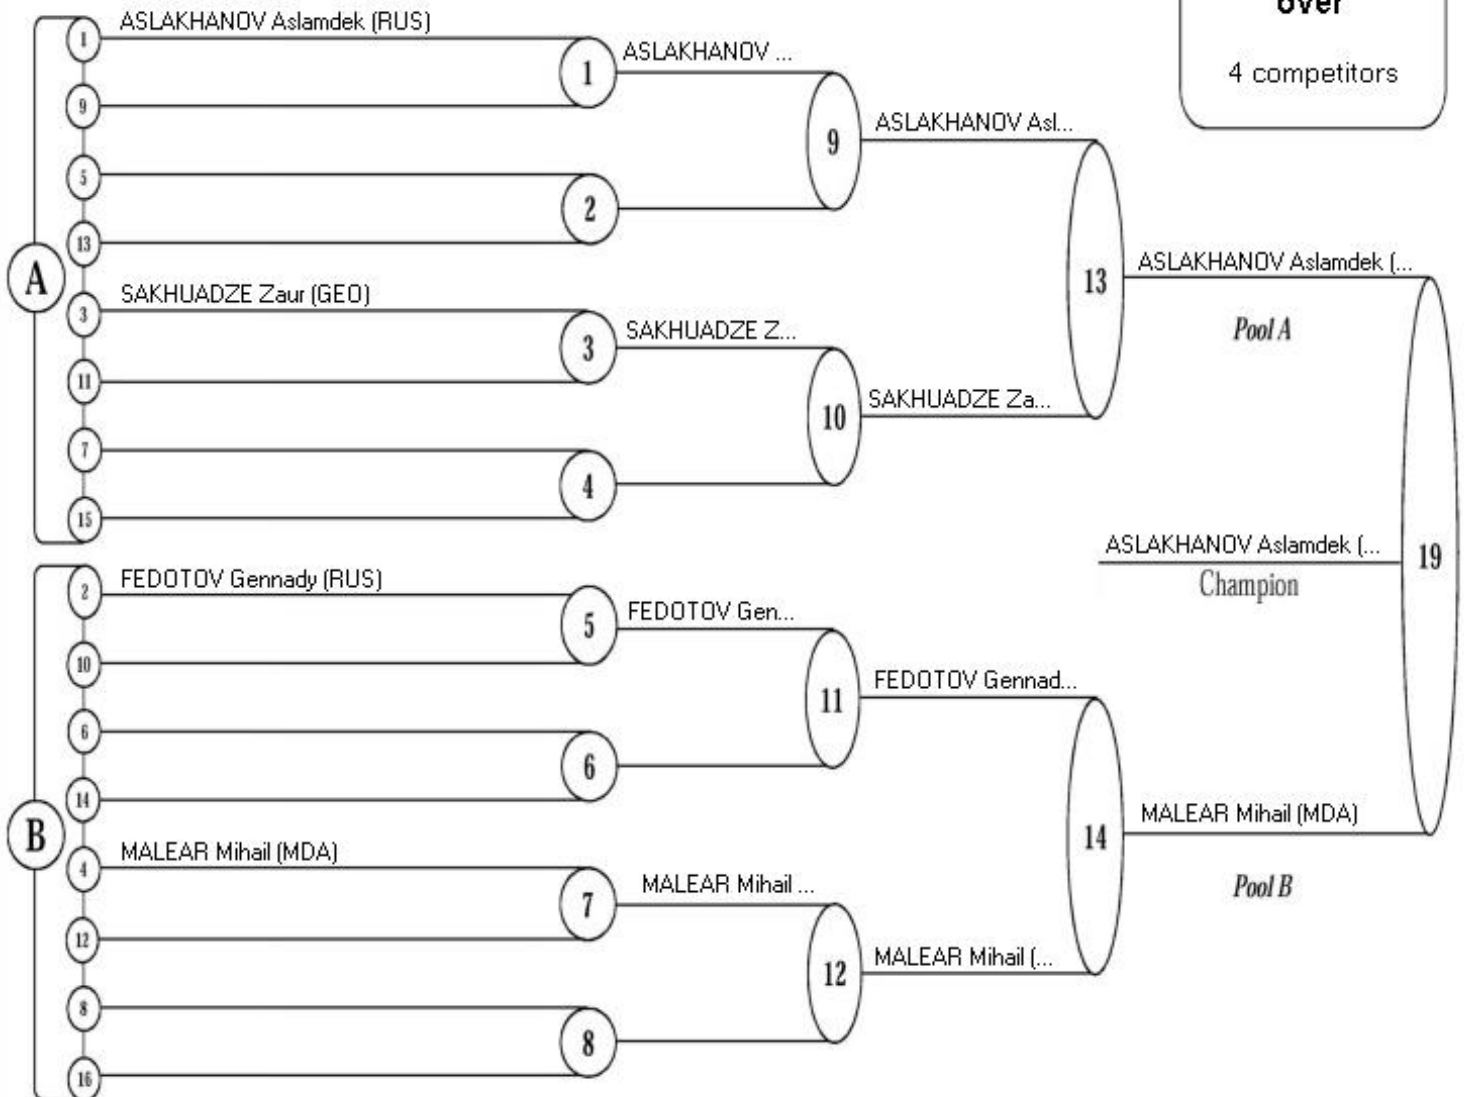 over
4 competitors
ASLAKHANOV Aslamdek (RUS)
1
9
1
ASLAKHANOV ...
5
13
2
9
ASLAKHANOV Asl...
A
SAKHUADZE Zaur (GEO)
3
11
3
SAKHUADZE Z...
7
15
4
10
SAKHUADZE Za...
13
ASLAKHANOV Aslamdek (...
Pool A
ASLAKHANOV Aslamdek (...
Champion
19
FEDOTOV Gennady (RUS)
2
10
5
FEDOTOV Gen...
6
14
6
11
FEDOTOV Gennad...
B
MALEAR Mihail (MDA)
4
12
7
MALEAR Mihail ...
8
16
8
12
MALEAR Mihail (...
14
MALEAR Mihail (MDA)
Pool B